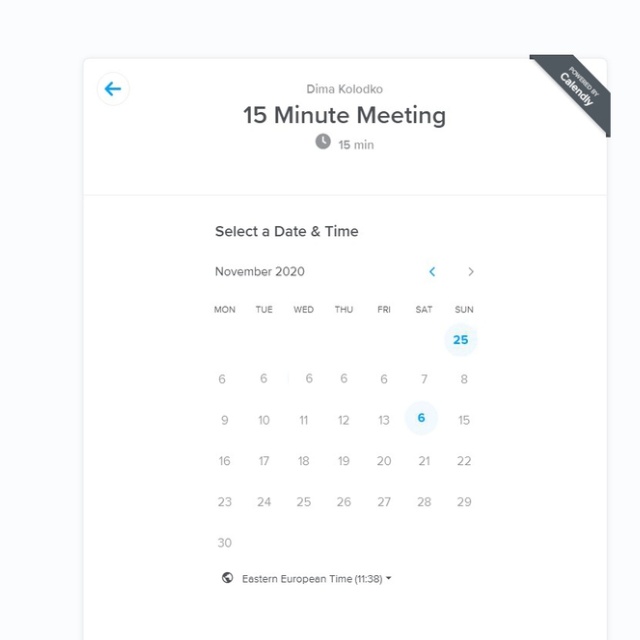 POWERED BY
Calendly
Dima Kolodko
15 Minute Meeting
15 min
Select a Date & Time
November 2020
MON TUE WED THU FRI SAT SUN
25
6 6 6 6 6 7 8
9 10 11 12 13 6 15
16 17 18 19 20 21 22
23 24 25 26 27 28 29
30
Eastern European Time (11:38)